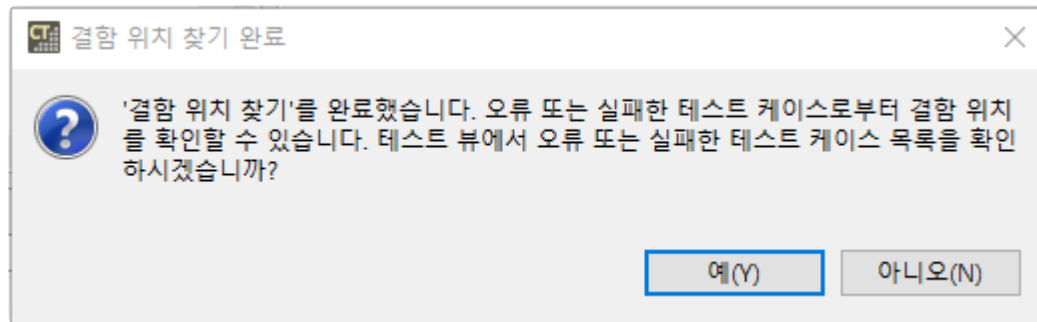 CT
결함 위치 찾기 완료
'결함 위치 찾기'를 완료했습니다. 오류 또는 실패한 테스트 케이스로부터 결함 위치
를 확인할 수 있습니다. 테스트 뷰에서 오류 또는 실패한 테스트 케이스 목록을 확인
하시겠습니까?
예(Y)
아니오(N)